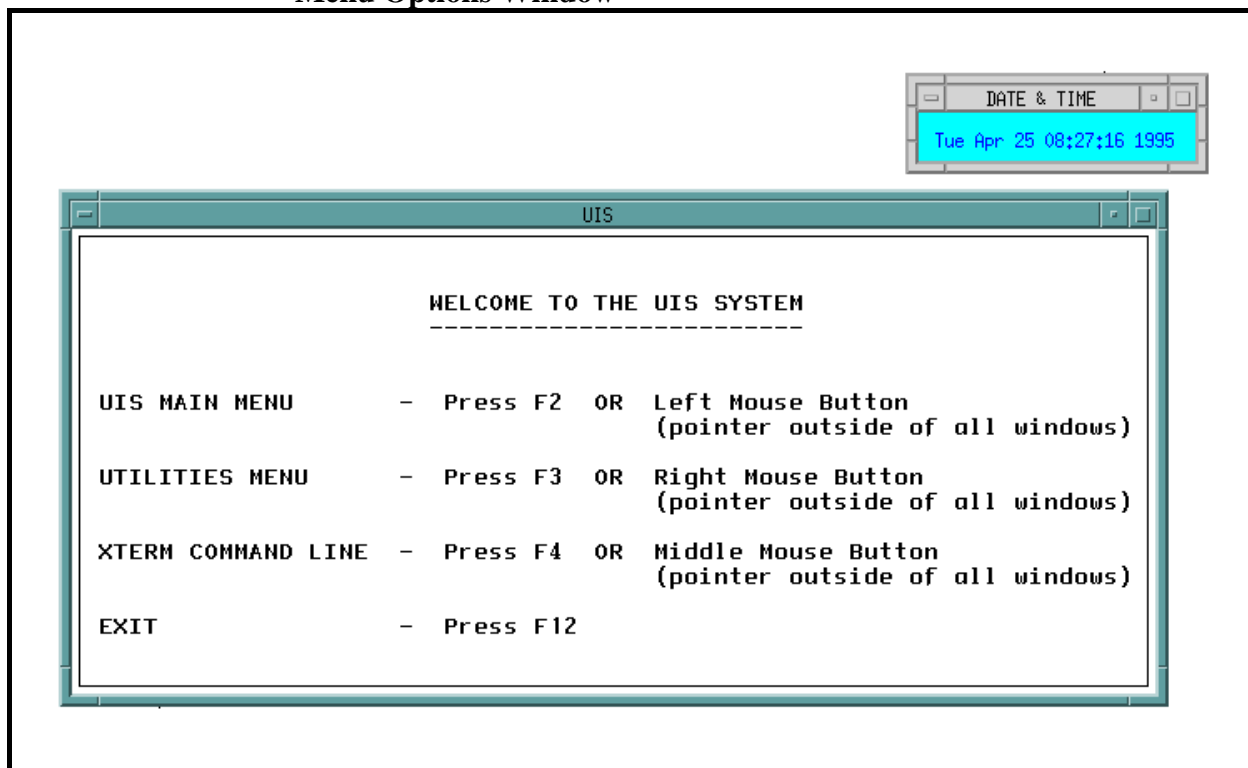 Menu Options Window
DATE & TIME
Tue Apr 25 08:27:16 1995
UIS
WELCOME TO THE UIS SYSTEM
-------------------------
UIS MAIN MENU - Press F2 OR Left Mouse Button
(pointer outside of all windows)
UTILITIES MENU - Press F3 OR Right Mouse Button
(pointer outside of all windows)
XTERM COMMAND LINE - Press F4 OR Middle Mouse Button
(pointer outside of all windows)
EXIT - Press F12